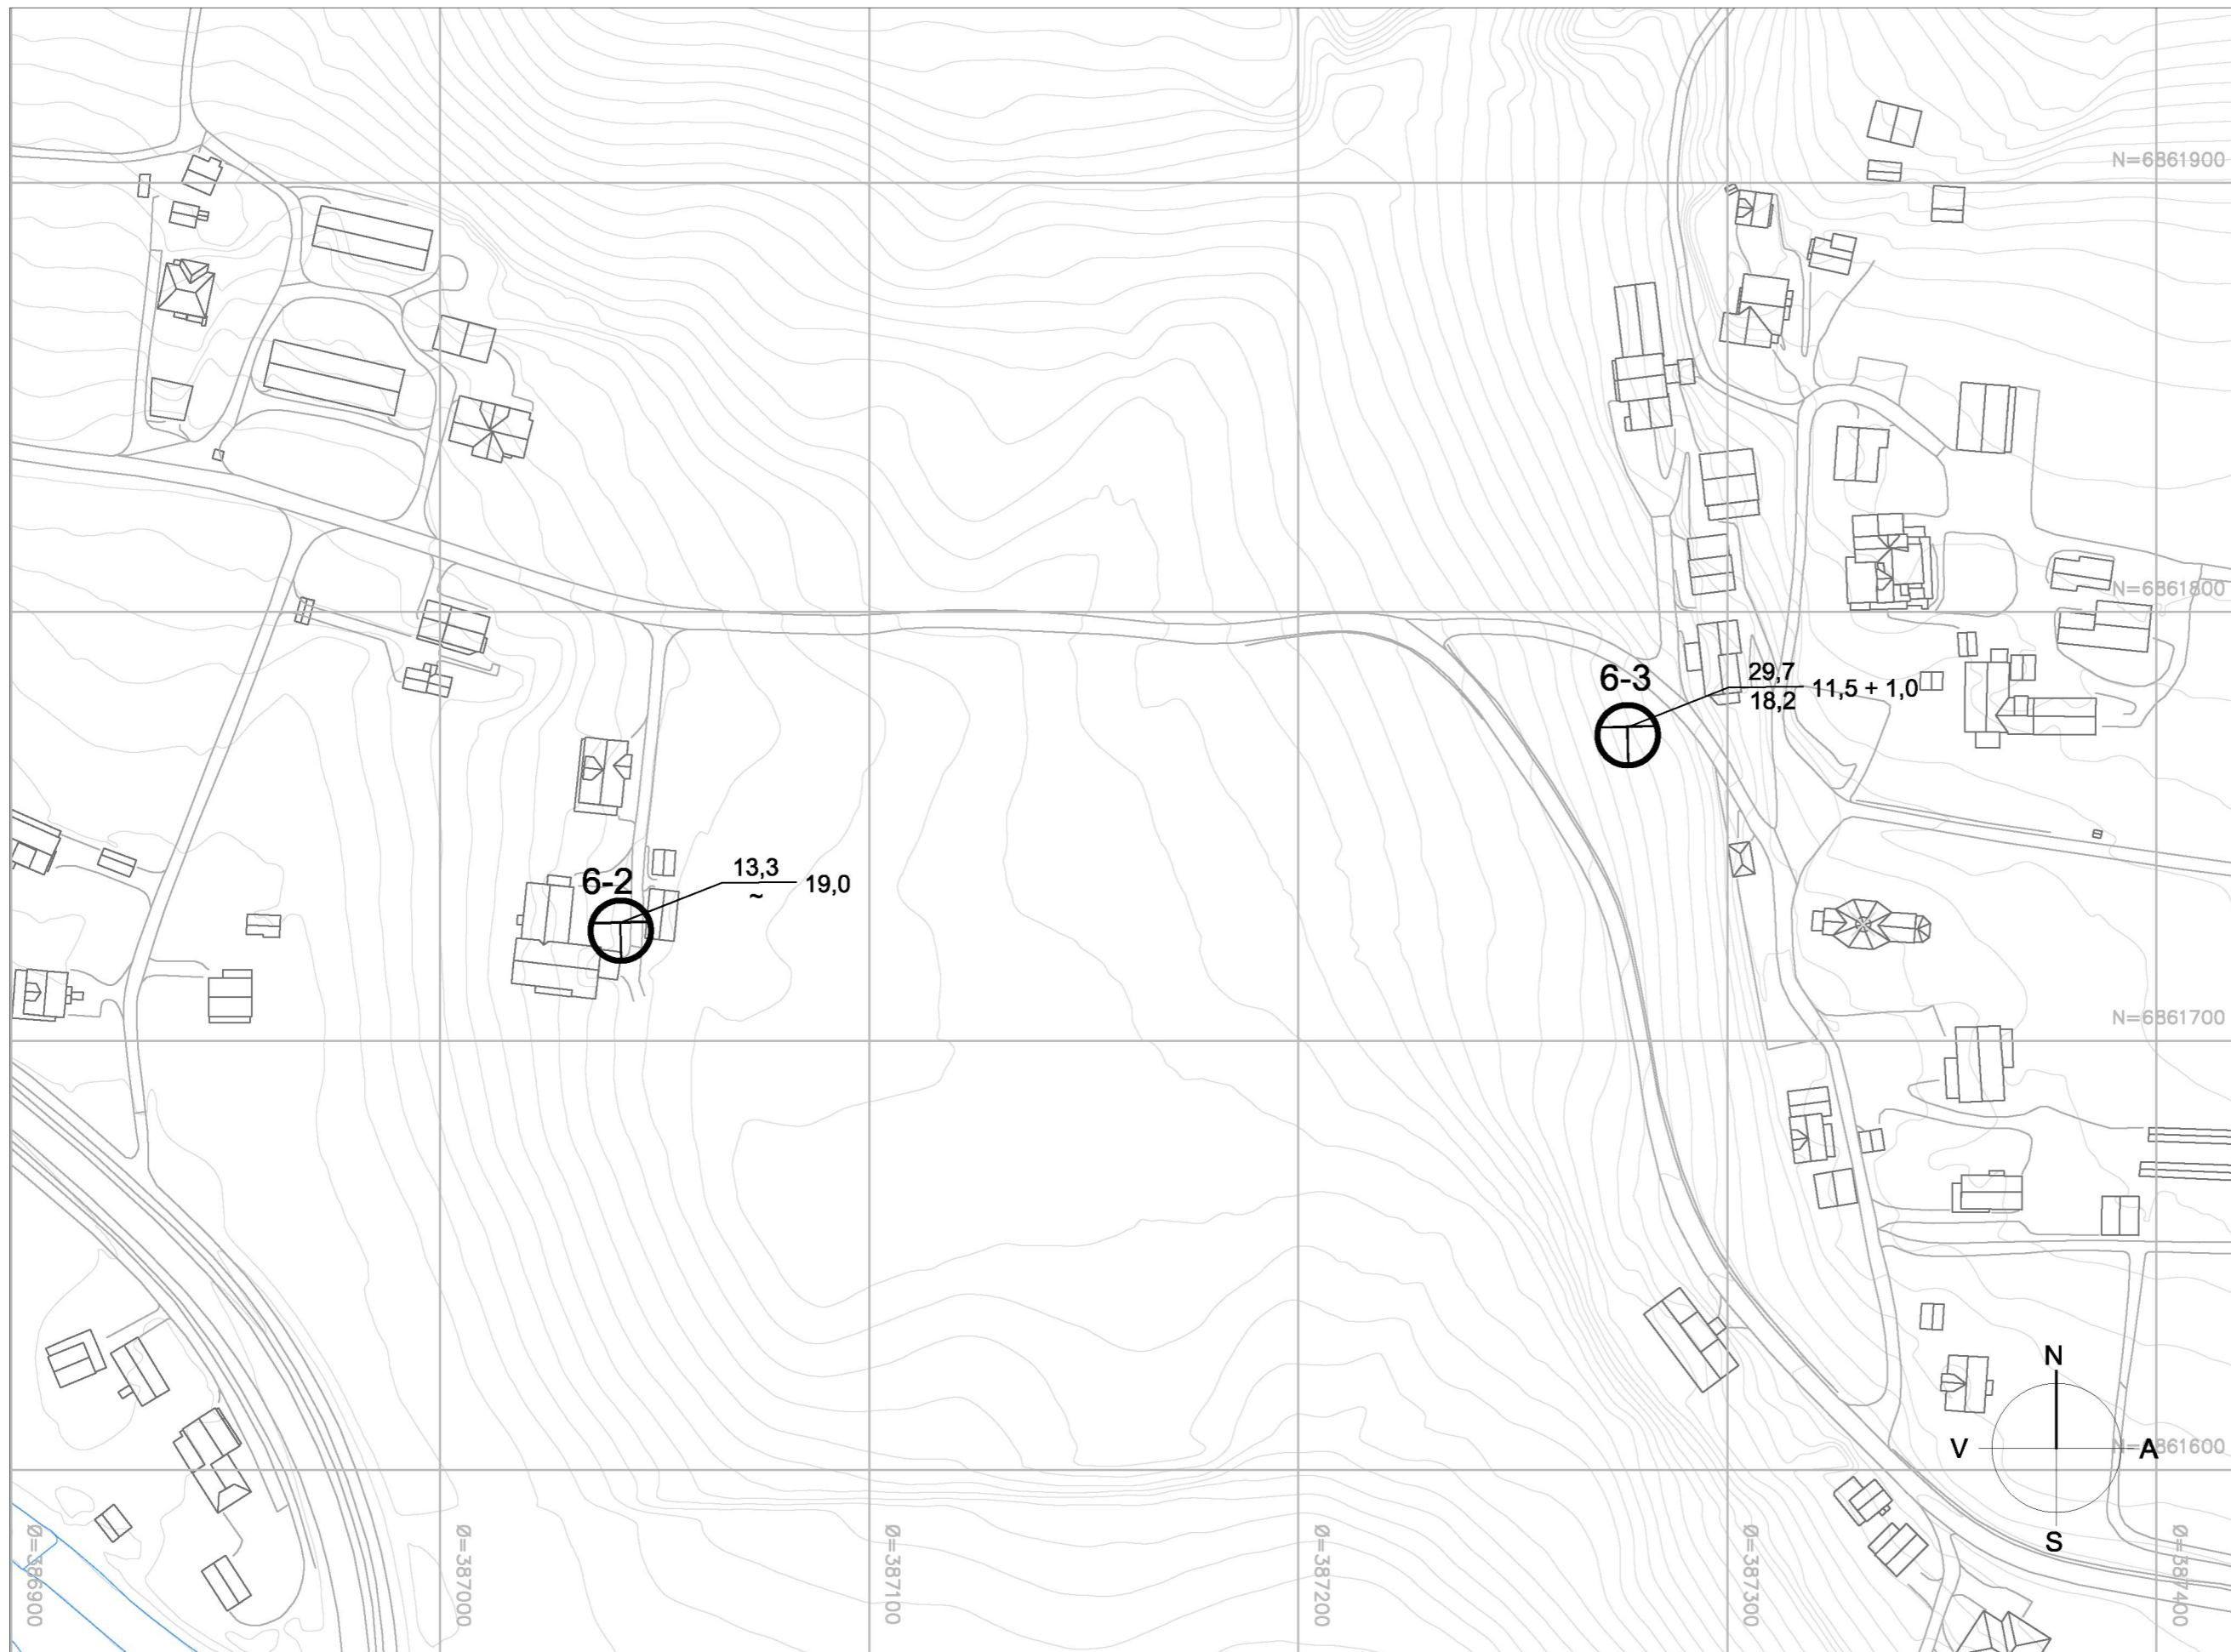 N=6861900
N=6861800
6-3
29,7
18,2
11,5 + 1,0
6-2
13,3
~
19,0
N=6861700
N
V
A
S
N=6861600
Ø=386900
Ø=387000
Ø=387100
Ø=387200
Ø=387300
Ø=387400